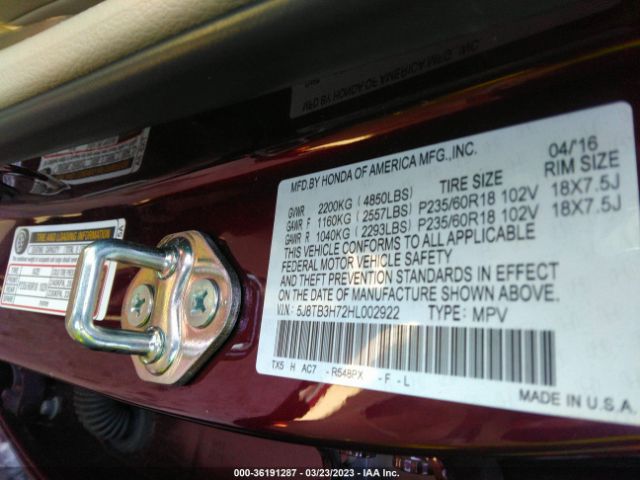 MFD.BY HONDA OF AMERICA MFG.,INC. 04/16
TIRE SIZE RIM SIZE
GVWR 2200KG (4850LBS)
GAWR F 1160KG (2557LBS) P235/60R18 102V 18X7.5J
GAWR R 1040KG (2293LBS) P235/60R18 102V 18X7.5J
THIS VEHICLE CONFORMS TO ALL APPLICABLE
FEDERAL MOTOR VEHICLE SAFETY
AND THEFT PREVENTION STANDARDS IN EFFECT
ON THE DATE OF MANUFACTURE SHOWN ABOVE.
V.I.N: 5J8TB3H72HL002922 TYPE: MPV
TX5 H AC7 - R548PX - F - L
MADE IN U.S.A
TIRE AND LOADING INFORMATION
000-36191287 - 03/23/2023 - IAA Inc.